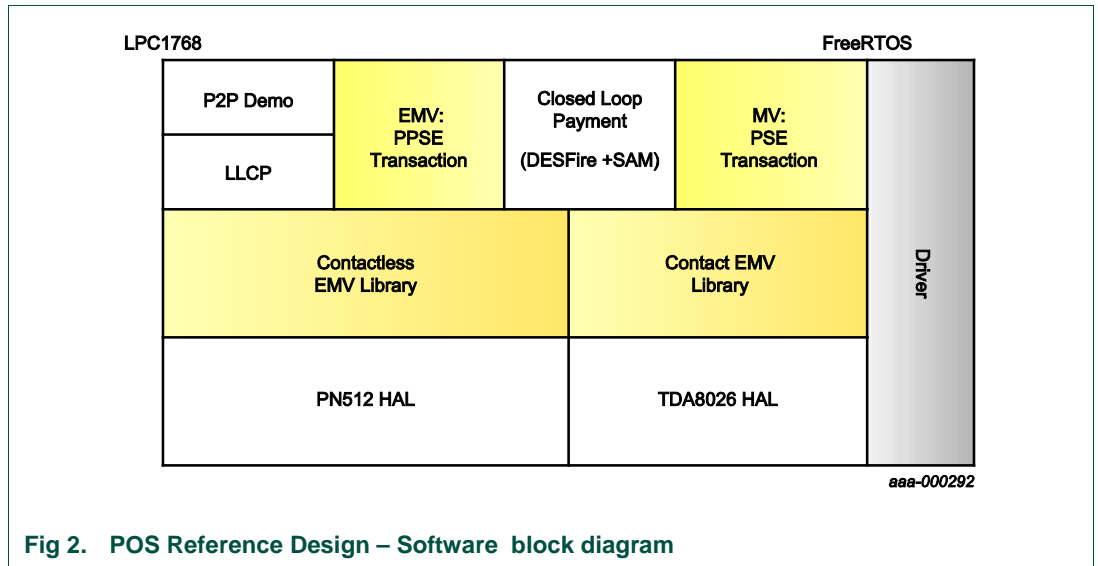 LPC1768
FreeRTOS
P2P Demo
LLCP
EMV:
PPSE
Transaction
Closed Loop
Payment
(DESFire +SAM)
MV:
PSE
Transaction
Contactless
EMV Library
Contact EMV
Library
Driver
PN512 HAL
TDA8026 HAL
aaa-000292
Fig 2. POS Reference Design – Software block diagram